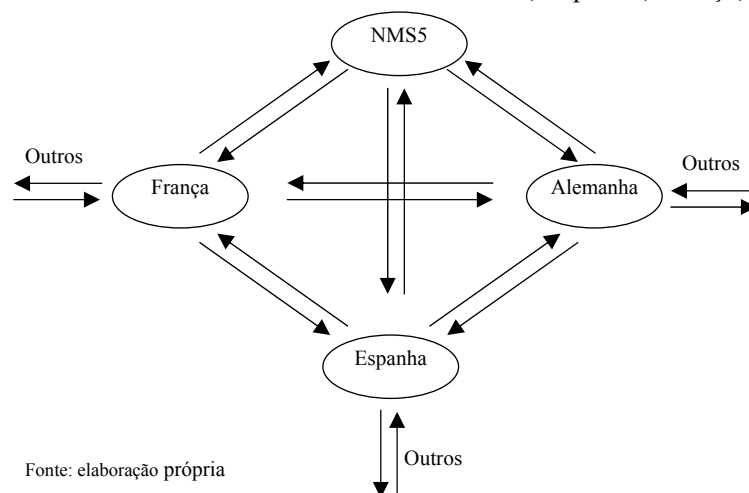 NMS5
Outros
Outros
França
Alemanha
Espanha
Outros
Fonte: elaboração própria